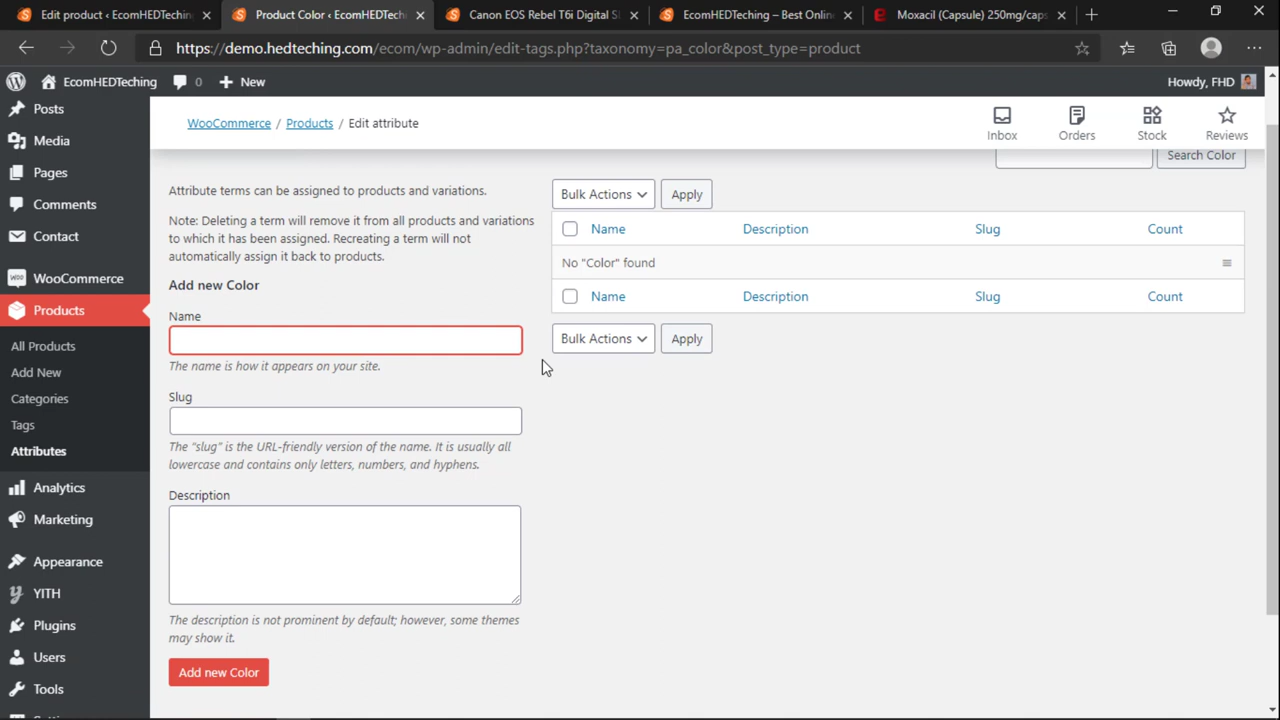 Edit product ‹ EcomHEDTeching
Product Color ‹ EcomHEDTechi
Canon EOS Rebel T6i Digital S
EcomHEDTeching – Best Onlin
Moxacil (Capsule) 250mg/caps
https://demo.hedteching.com/ecom/wp-admin/edit-tags.php?taxonomy=pa_color&post_type=product
EcomHEDTeching
0
New
Howdy, FHD
Posts
Media
Pages
Comments
Contact
WooCommerce
Products
All Products
Add New
Categories
Tags
Attributes
Analytics
Marketing
Appearance
YITH
Plugins
Users
Tools
WooCommerce / Products / Edit attribute
Inbox
Orders
Stock
Reviews
Search Color
Attribute terms can be assigned to products and variations.
Note: Deleting a term will remove it from all products and variations
to which it has been assigned. Recreating a term will not
automatically assign it back to products.
Add new Color
Name
The name is how it appears on your site.
Slug
The “slug” is the URL-friendly version of the name. It is usually all
lowercase and contains only letters, numbers, and hyphens.
Description
The description is not prominent by default; however, some themes
may show it.
Add new Color
Bulk Actions
Apply
Name Description Slug Count
No "Color" found
Name Description Slug Count
Bulk Actions
Apply